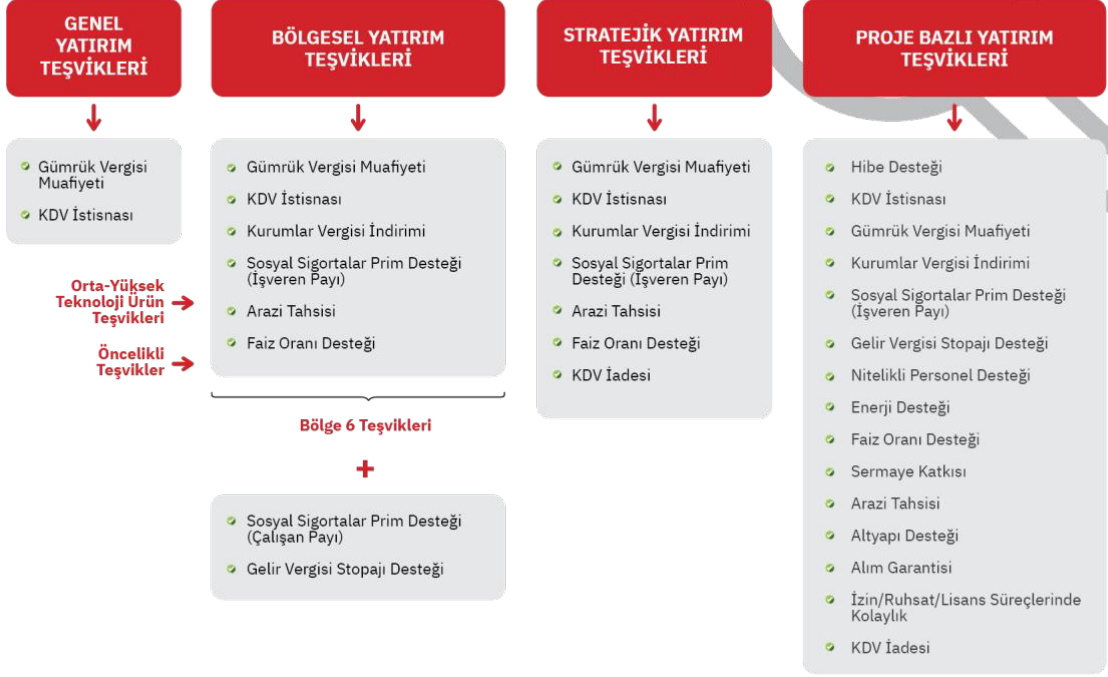 GENEL
YATIRIM
TEŞVİKLERİ
Gümrük Vergisi
Muafiyeti
KDV İstisnası
Orta-Yüksek
Teknoloji Ürün
Teşvikleri
Öncelikli
Teşvikler
BÖLGESEL YATIRIM
TEŞVİKLERİ
Gümrük Vergisi Muafiyeti
KDV İstisnası
Kurumlar Vergisi İndirimi
Sosyal Sigortalar Prim Desteği
(İşveren Payı)
Arazi Tahsisi
Faiz Oranı Desteği
Bölge 6 Teşvikleri
+
Sosyal Sigortalar Prim Desteği
(Çalışan Payı)
Gelir Vergisi Stopajı Desteği
STRATEJİK YATIRIM
TEŞVİKLERİ
Gümrük Vergisi Muafiyeti
KDV İstisnası
Kurumlar Vergisi İndirimi
Sosyal Sigortalar Prim
Desteği (İşveren Payı)
Arazi Tahsisi
Faiz Oranı Desteği
KDV İadesi
PROJE BAZLI YATIRIM
TEŞVİKLERİ
Hibe Desteği
KDV İstisnası
Gümrük Vergisi Muafiyeti
Kurumlar Vergisi İndirimi
Sosyal Sigortalar Prim Desteği
(İşveren Payı)
Gelir Vergisi Stopajı Desteği
Nitelikli Personel Desteği
Enerji Desteği
Faiz Oranı Desteği
Sermaye Katkısı
Arazi Tahsisi
Altyapı Desteği
Alım Garantisi
İzin/Ruhsat/Lisans Süreçlerinde
Kolaylık
KDV İadesi